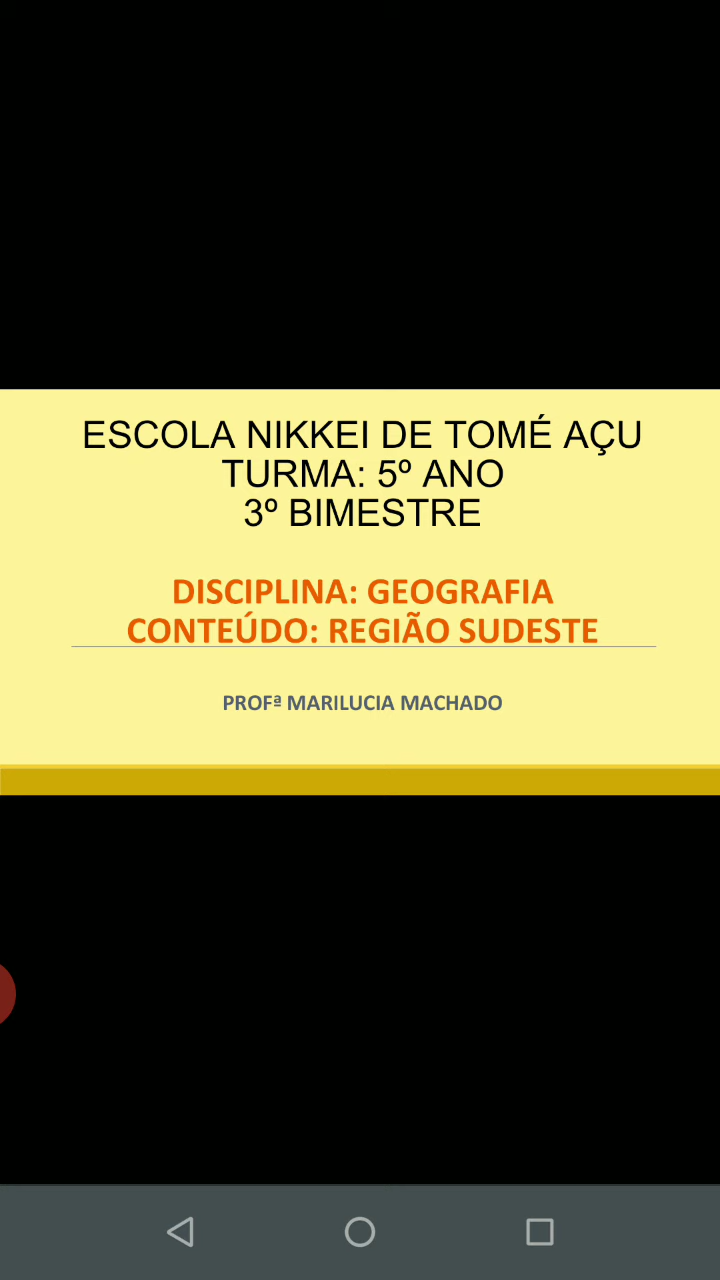 ESCOLA NIKKEI DE TOMÉ AÇU
TURMA: 5º ANO
3º BIMESTRE
DISCIPLINA: GEOGRAFIA
CONTEÚDO: REGIÃO SUDESTE
PROFª MARILUCIA MACHADO